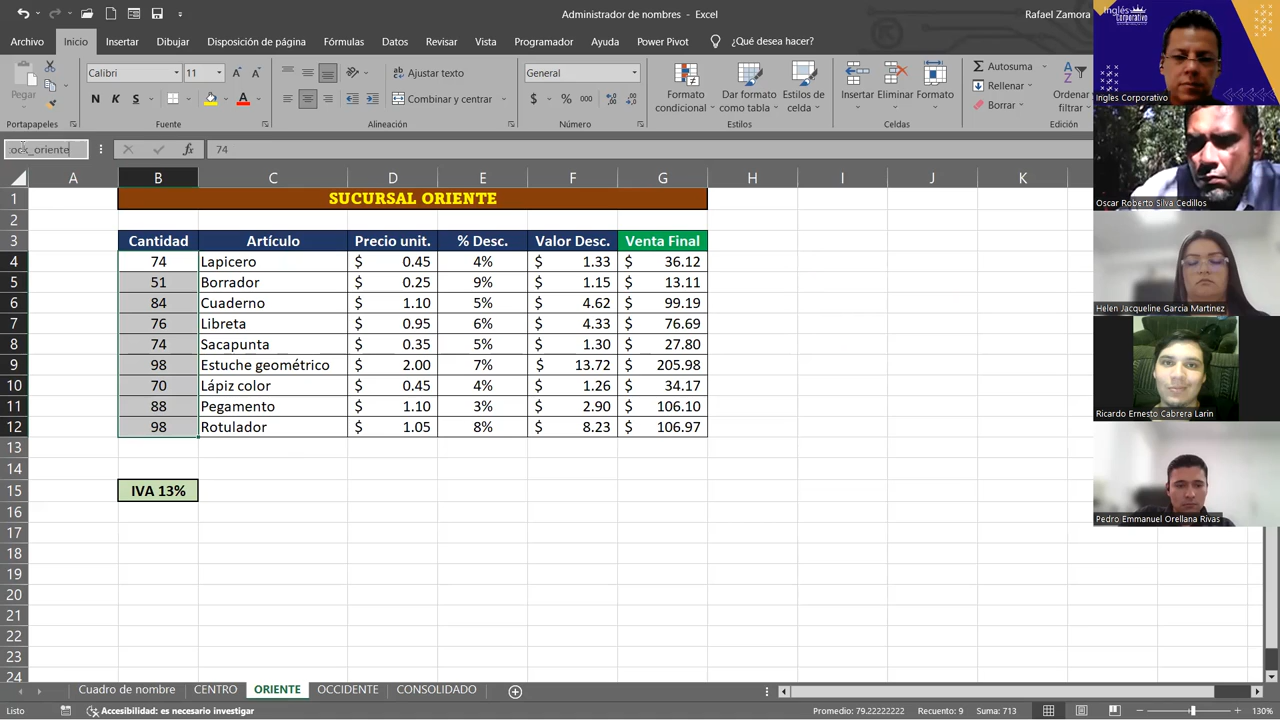 Administrador de nombres - Excel
Rafael Zamora
Archivo Inicio Insertar Dibujar Disposición de página Fórmulas Datos Revisar Vista Programador Ayuda Power Pivot ¿Qué desea hacer?
Pegar
Calibri 11
N K S
Ajustar texto
Combinar y centrar
General
$ % 000
Formato condicional
Dar formato como tabla
Estilos de celda
Insertar Eliminar Formato
Autosuma
Rellenar
Borrar
Ordenar y filtrar
Portapapeles Fuente Alineación Número Estilos Celdas Edición
ock_oriente
fx 74
A B C D E F G H I J K
1 SUCURSAL ORIENTE
2
3 Cantidad Artículo Precio unit. % Desc. Valor Desc. Venta Final
4 74 Lapicero $ 0.45 4% $ 1.33 $ 36.12
5 51 Borrador $ 0.25 9% $ 1.15 $ 13.11
6 84 Cuaderno $ 1.10 5% $ 4.62 $ 99.19
7 76 Libreta $ 0.95 6% $ 4.33 $ 76.69
8 74 Sacapunta $ 0.35 5% $ 1.30 $ 27.80
9 98 Estuche geométrico $ 2.00 7% $ 13.72 $ 205.98
10 70 Lápiz color $ 0.45 4% $ 1.26 $ 34.17
11 88 Pegamento $ 1.10 3% $ 2.90 $ 106.10
12 98 Rotulador $ 1.05 8% $ 8.23 $ 106.97
13
14
15 IVA 13%
16
17
18
19
20
21
22
23
24
Cuadro de nombre CENTRO ORIENTE OCCIDENTE CONSOLIDADO
Listo Accesibilidad: es necesario investigar Promedio: 79.22222222 Recuento: 9 Suma: 713 130%
Inglés Corporativo
Ingles Corporativo
Oscar Roberto Silva Cedillos
Helen Jacqueline Garcia Martinez
Ricardo Ernesto Cabrera Larin
Pedro Emmanuel Orellana Rivas